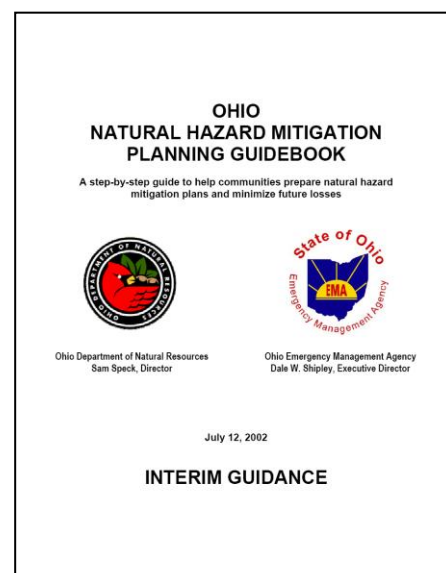 OHIO
NATURAL HAZARD MITIGATION
PLANNING GUIDEBOOK
A step-by-step guide to help communities prepare natural hazard
mitigation plans and minimize future losses
OHIO DEPARTMENT OF NATURAL RESOURCES
State of Ohio
EMA
Emergency Management Agency
Ohio Department of Natural Resources
Sam Speck, Director
Ohio Emergency Management Agency
Dale W. Shipley, Executive Director
July 12, 2002
INTERIM GUIDANCE